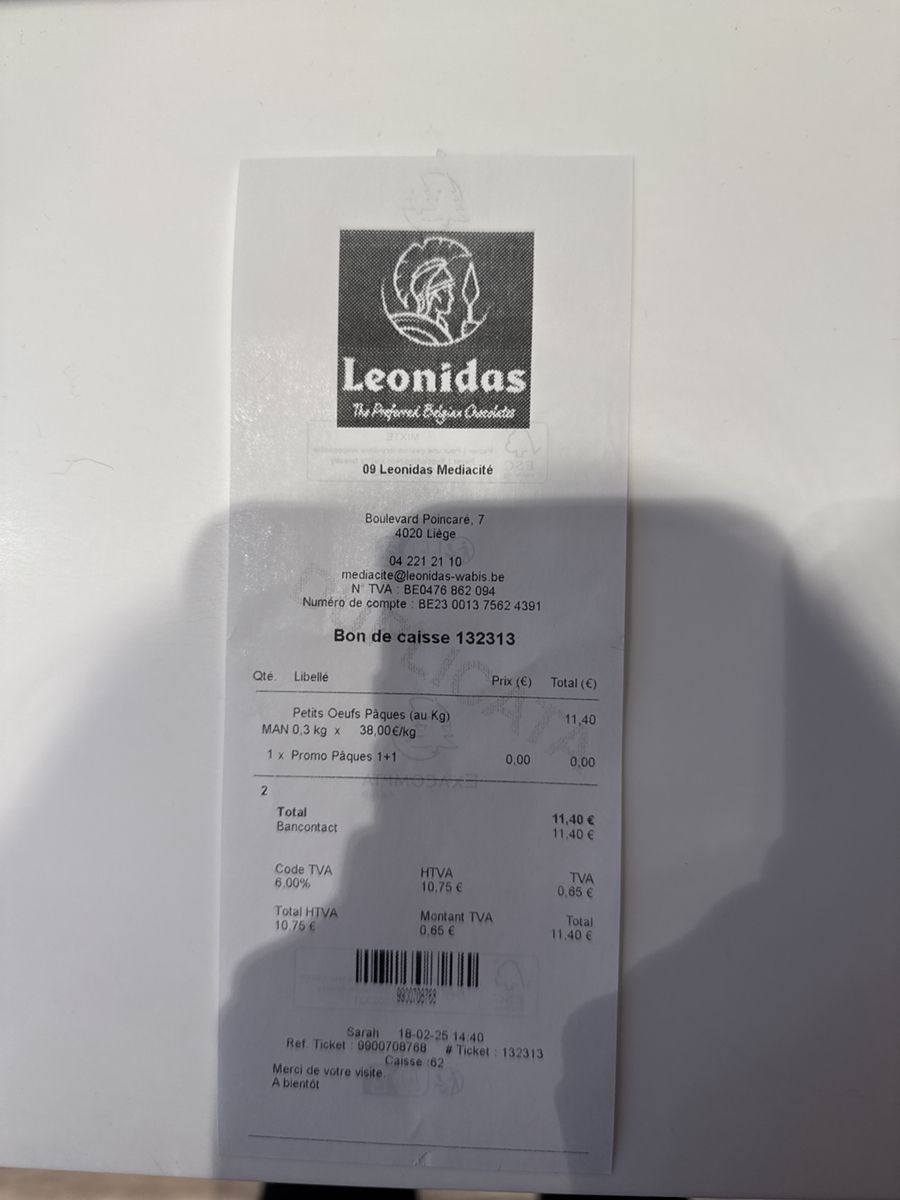 Leonidas
The Preferred Belgian Chocolates
09 Leonidas Mediacité
Boulevard Poincaré, 7
4020 Liège
04 221 21 10
mediacite@leonidas-wabis.be
N° TVA : BE0476 862 094
Numéro de compte : BE23 0013 7562 4391
Bon de caisse 132313
Qté. Libellé Prix (€) Total (€)
Petits Oeufs Pâques (au Kg) 11,40
MAN 0,3 kg x 38,00€/kg
1 x Promo Pâques 1+1 0,00 0,00
2
Total 11,40 €
Bancontact 11,40 €
Code TVA HTVA TVA
6,00% 10,75 € 0,65 €
Total HTVA Montant TVA Total
10,75 € 0,65 € 11,40 €
9900708768
Sarah 18-02-25 14:40
Ref. Ticket : 9900708768 # Ticket : 132313
Caisse :62
Merci de votre visite.
A bientôt